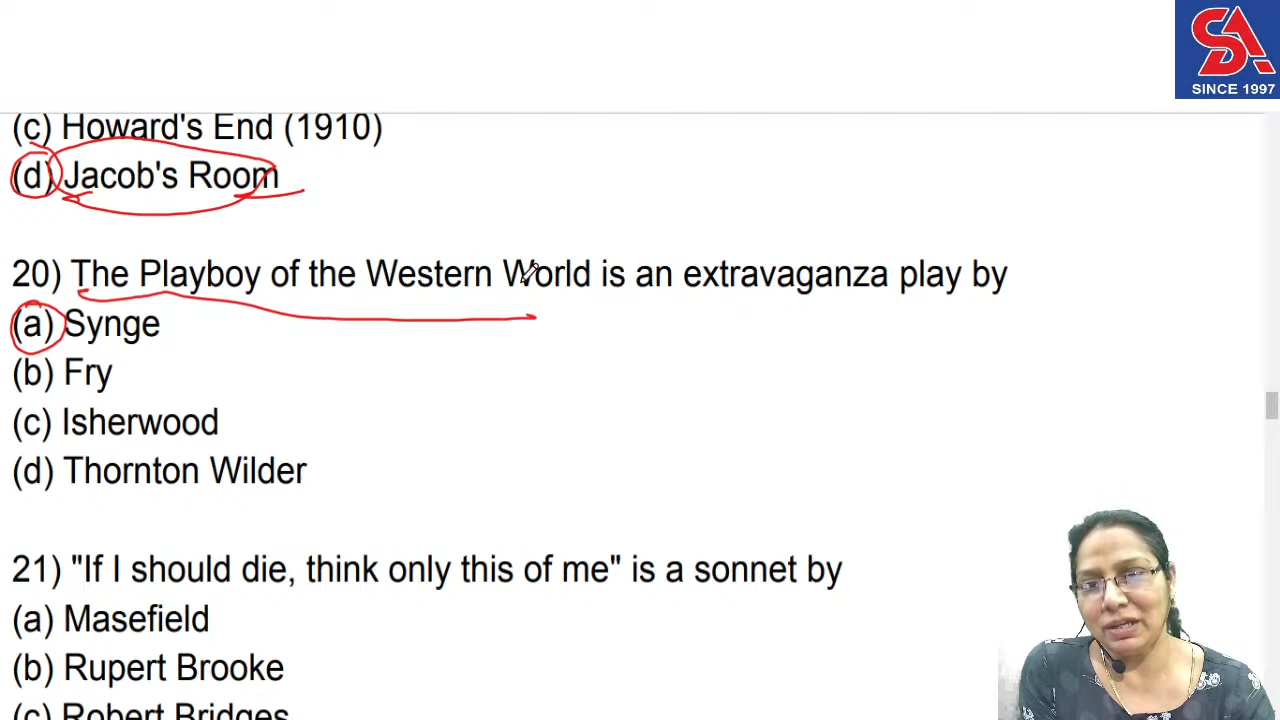 SA
SINCE 1997
(c) Howard's End (1910)
(d) Jacob's Room
20) The Playboy of the Western World is an extravaganza play by
(a) Synge
(b) Fry
(c) Isherwood
(d) Thornton Wilder
21) "If I should die, think only this of me" is a sonnet by
(a) Masefield
(b) Rupert Brooke
(c) Robert Bridges